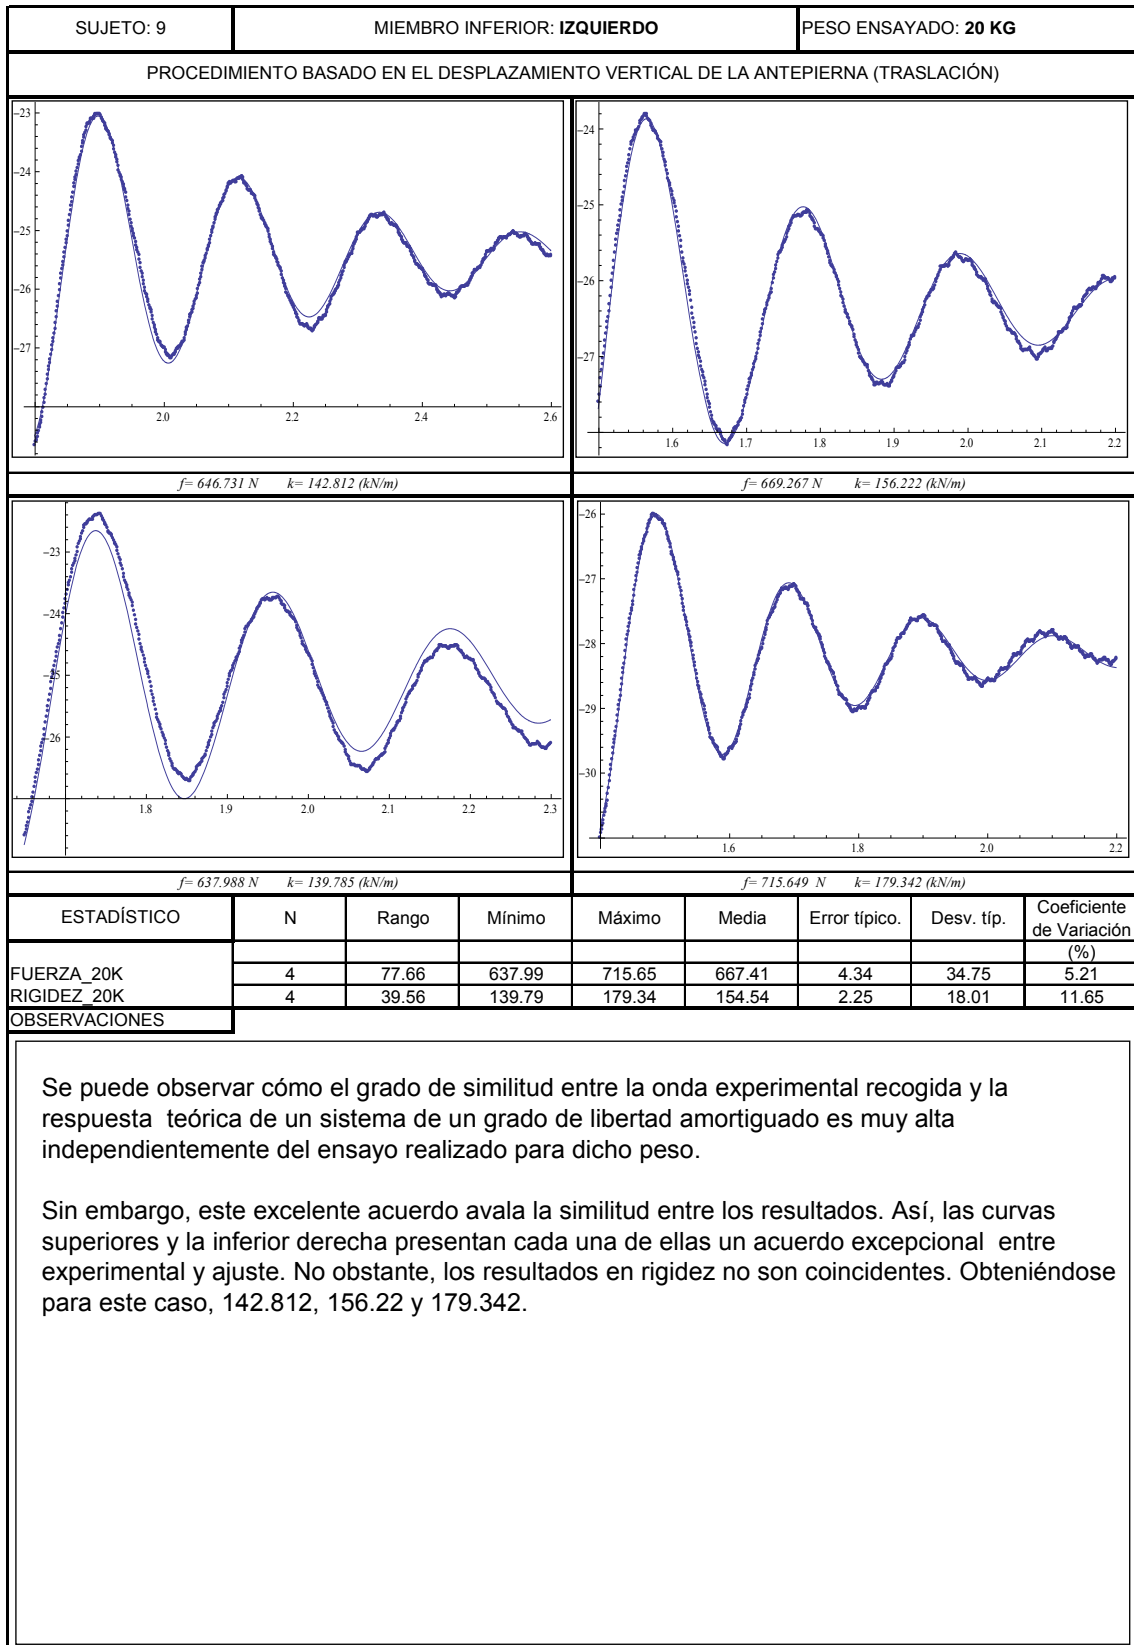 SUJETO: 9 MIEMBRO INFERIOR: IZQUIERDO PESO ENSAYADO: 20 KG
PROCEDIMIENTO BASADO EN EL DESPLAZAMIENTO VERTICAL DE LA ANTEPIERNA (TRASLACIÓN)
-23
-24
-25
-26
-27
2.0 2.2 2.4 2.6
-24
-25
-26
-27
1.6 1.7 1.8 1.9 2.0 2.1 2.2
f= 646.731 N k= 142.812 (kN/m) f= 669.267 N k= 156.222 (kN/m)
-23
-24
-25
-26
1.8 1.9 2.0 2.1 2.2 2.3
-26
-27
-28
-29
-30
1.6 1.8 2.0 2.2
f= 637.988 N k= 139.785 (kN/m) f= 715.649 N k= 179.342 (kN/m)
ESTADÍSTICO N Rango Mínimo Máximo Media Error típico. Desv. típ. Coeficiente de Variación
(%)
FUERZA_20K 4 77.66 637.99 715.65 667.41 4.34 34.75 5.21
RIGIDEZ_20K 4 39.56 139.79 179.34 154.54 2.25 18.01 11.65
OBSERVACIONES
Se puede observar cómo el grado de similitud entre la onda experimental recogida y la
respuesta teórica de un sistema de un grado de libertad amortiguado es muy alta
independientemente del ensayo realizado para dicho peso.
Sin embargo, este excelente acuerdo avala la similitud entre los resultados. Así, las curvas
superiores y la inferior derecha presentan cada una de ellas un acuerdo excepcional entre
experimental y ajuste. No obstante, los resultados en rigidez no son coincidentes. Obteniéndose
para este caso, 142.812, 156.22 y 179.342.